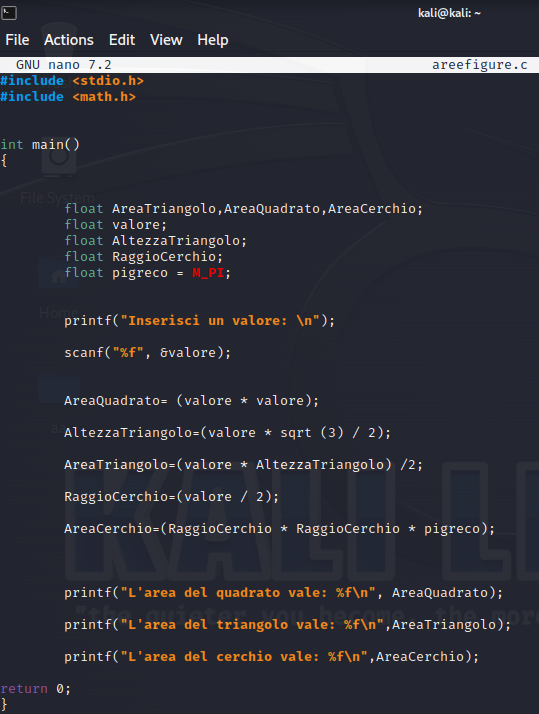 kali@kali: ~
File Actions Edit View Help
GNU nano 7.2 areefigure.c
#include <stdio.h>
#include <math.h>
int main()
{
File System
float AreaTriangolo,AreaQuadrato,AreaCerchio;
float valore;
float AltezzaTriangolo;
float RaggioCerchio;
float pigreco = M_PI;
Home
printf("Inserisci un valore: \n");
scanf("%f", &valore);
AreaQuadrato= (valore * valore);
AltezzaTriangolo=(valore * sqrt (3) / 2);
AreaTriangolo=(valore * AltezzaTriangolo) /2;
RaggioCerchio=(valore / 2);
AreaCerchio=(RaggioCerchio * RaggioCerchio * pigreco);
KALI LI
printf("L'area del quadrato vale: %f\n", AreaQuadrato);
"the quieter you become, the more
printf("L'area del triangolo vale: %f\n",AreaTriangolo);
printf("L'area del cerchio vale: %f\n",AreaCerchio);
return 0;
}